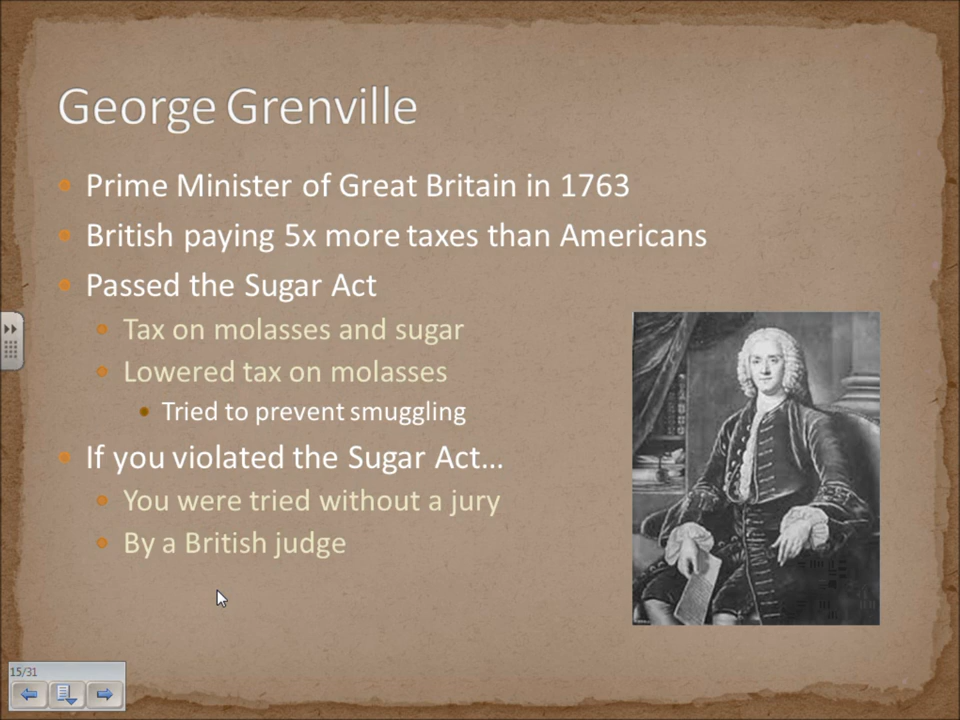 George Grenville
Prime Minister of Great Britain in 1763
British paying 5x more taxes than Americans
Passed the Sugar Act
Tax on molasses and sugar
Lowered tax on molasses
Tried to prevent smuggling
If you violated the Sugar Act…
You were tried without a jury
By a British judge
15/31